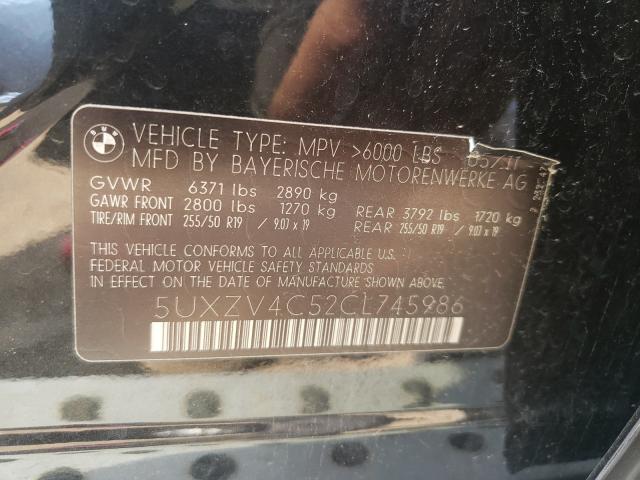 BMW
VEHICLE TYPE: MPV >6000 LBS 05/11
MFD BY BAYERISCHE MOTORENWERKE AG
GVWR 6371 lbs 2890 kg
GAWR FRONT 2800 lbs 1270 kg REAR 3792 lbs 1720 kg
TIRE/RIM FRONT 255/50 R19 / 9.07 x 19 REAR 255/50 R19 / 9.07 x 19
THIS VEHICLE CONFORMS TO ALL APPLICABLE U.S.
FEDERAL MOTOR VEHICLE SAFETY STANDARDS
IN EFFECT ON THE DATE OF MANUFACTURE SHOWN ABOVE.
5UXZV4C52CL745986